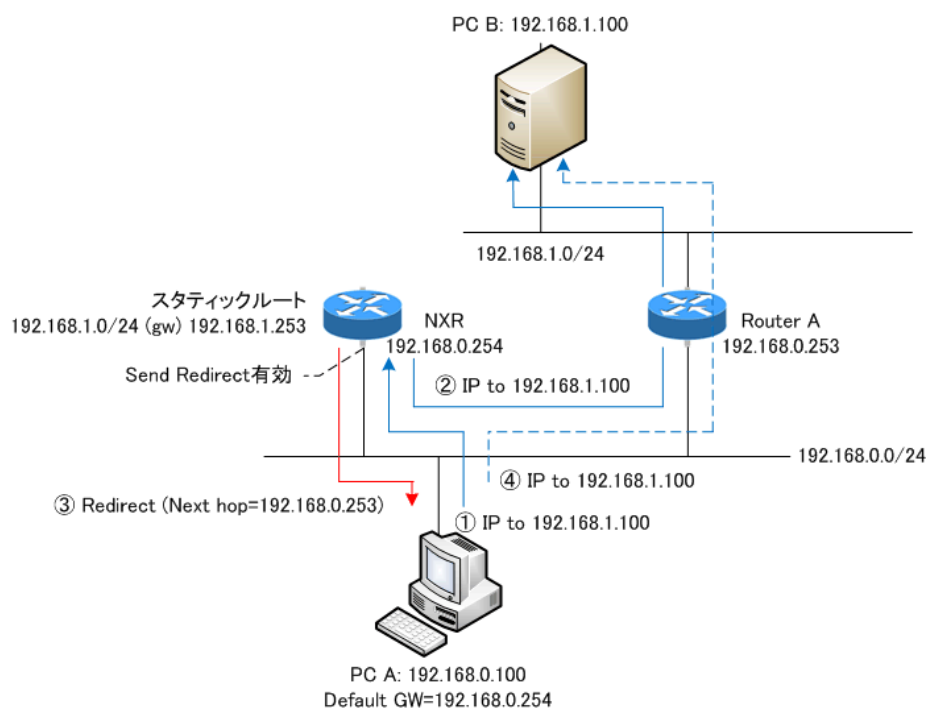 PC B: 192.168.1.100
192.168.1.0/24
スタティックルート
192.168.1.0/24 (gw) 192.168.1.253
NXR
192.168.0.254
Router A
192.168.0.253
Send Redirect有効
② IP to 192.168.1.100
192.168.0.0/24
④ IP to 192.168.1.100
③ Redirect (Next hop=192.168.0.253)
① IP to 192.168.1.100
PC A: 192.168.0.100
Default GW=192.168.0.254